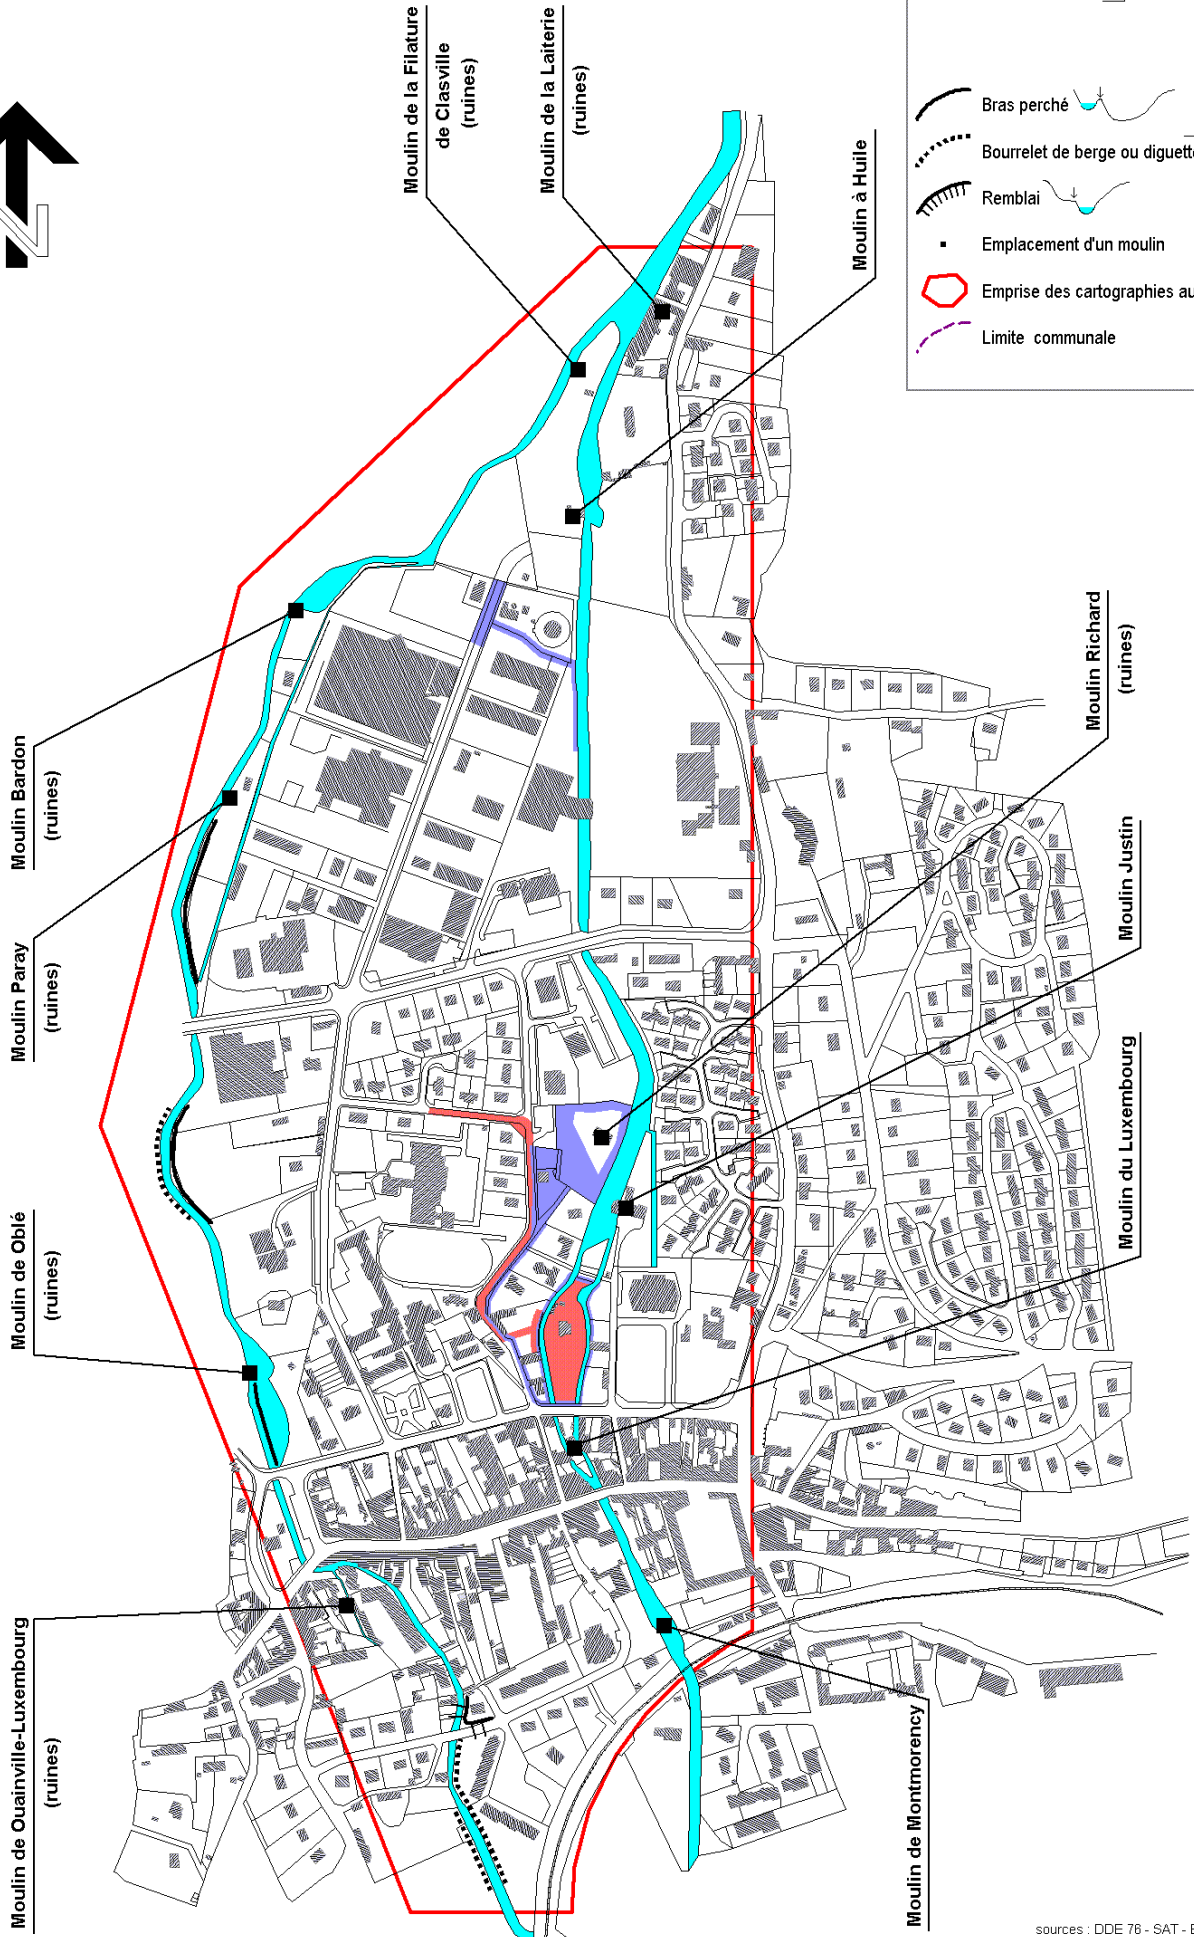 Moulin de la Filature
de Clasville
(ruines)
Moulin de la Laiterie
(ruines)
Moulin à Huile
Bras perché
Bourrelet de berge ou diguett
Remblai
Emplacement d'un moulin
Emprise des cartographies au
Limite communale
Moulin Bardon
(ruines)
Moulin Paray
(ruines)
Moulin de Oblé
(ruines)
Moulin de Ouainville-Luxembourg
(ruines)
Moulin Richard
(ruines)
Moulin Justin
Moulin du Luxembourg
Moulin de Montmorency
sources : DDE 76 - SAT - E